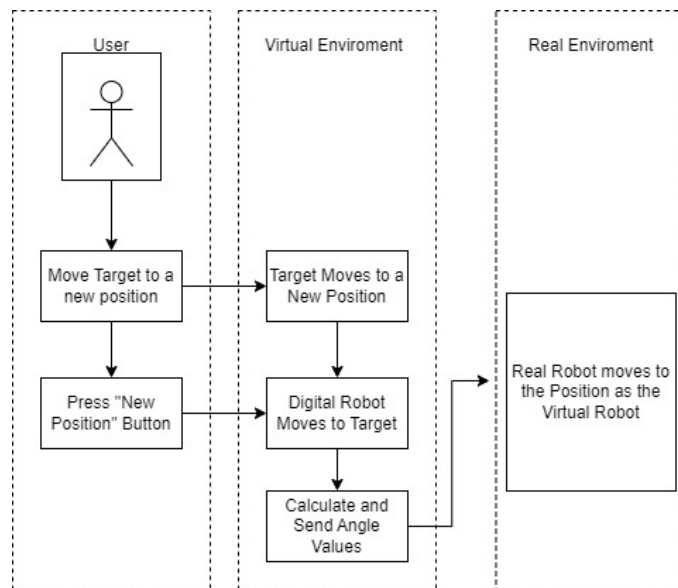 User
Virtual Enviroment
Real Enviroment
Move Target to a
new position
Target Moves to a
New Position
Press "New
Position" Button
Digital Robot
Moves to Target
Calculate and
Send Angle
Values
Real Robot moves to
the Position as the
Virtual Robot